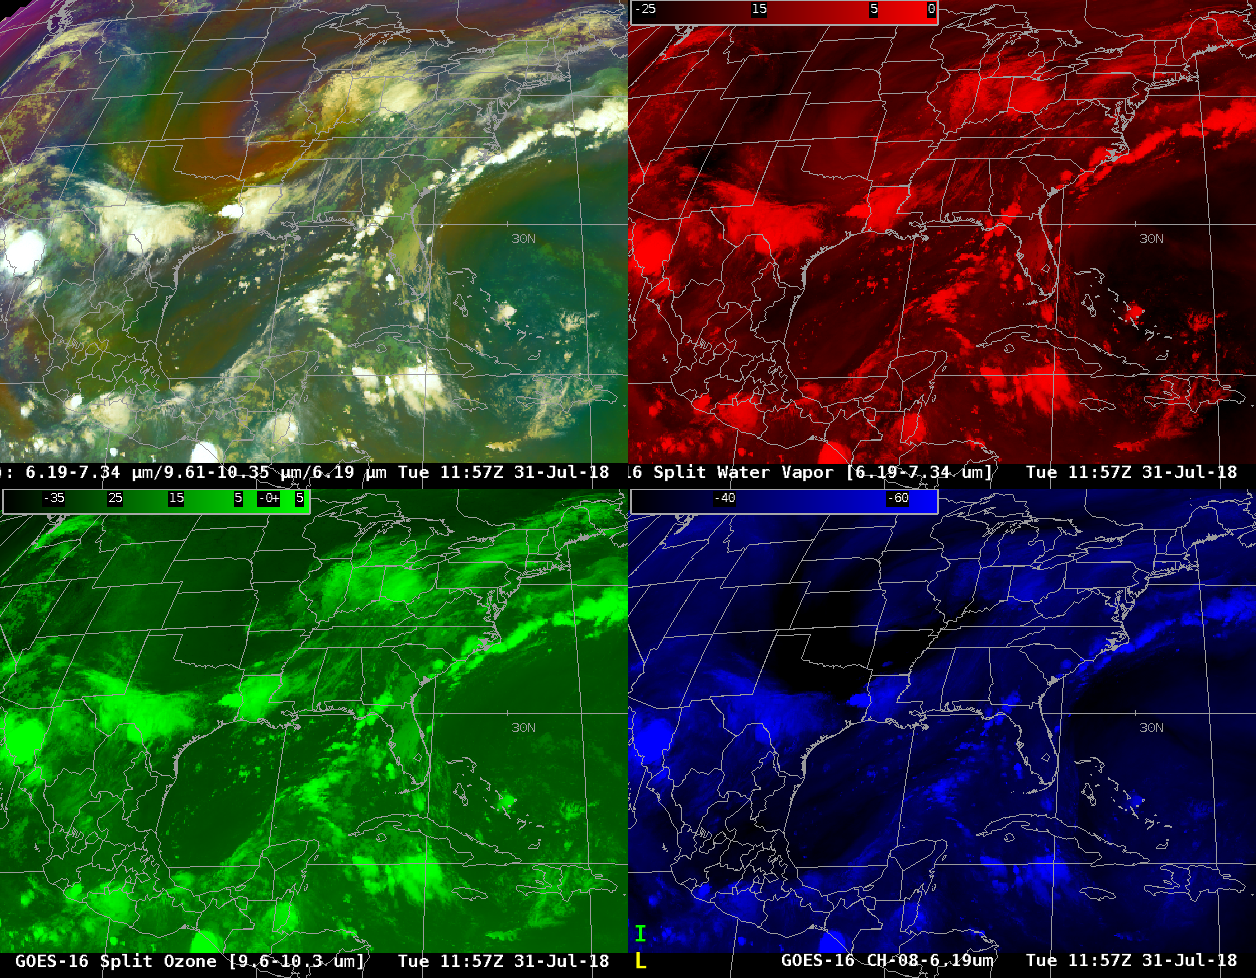 -25 15 5 0
30N 30N
: 6.19-7.34 µm/9.61-10.35 µm/6.19 µm Tue 11:57Z 31-Jul-18
6 Split Water Vapor [6.19-7.34 um] Tue 11:57Z 31-Jul-18
-35 25 15 5 -0+ 5
-40 -60
30N 30N
I
L
GOES-16 Split Ozone [9.6-10.3 um] Tue 11:57Z 31-Jul-18
GOES-16 CH-08-6.19um Tue 11:57Z 31-Jul-18